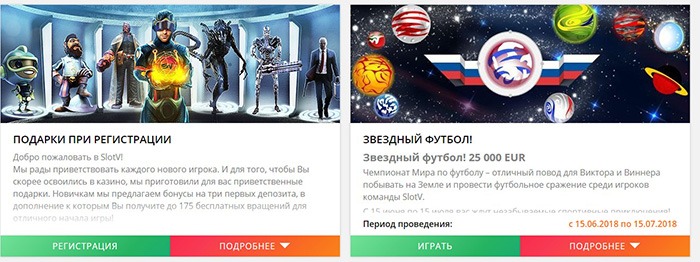 ПОДАРКИ ПРИ РЕГИСТРАЦИИ
Добро пожаловать в SlotV!
Мы рады приветствовать каждого нового игрока. И для того, чтобы Вы
скорее освоились в казино, мы приготовили для вас приветственные
подарки. Новичкам мы предлагаем бонусы на три первых депозита, в
дополнение к которым Вы получите до 175 бесплатных вращений для
отличного начала игры!
РЕГИСТРАЦИЯ
ПОДРОБНЕЕ
ЗВЕЗДНЫЙ ФУТБОЛ!
Звездный футбол! 25 000 EUR
Чемпионат Мира по футболу – отличный повод для Виктора и Виннера
побывать на Земле и провести футбольное сражение среди игроков
команды SlotV.
С 15 июня по 15 июля вас ждут незабываемые спортивные приключения!
Период проведения:
с 15.06.2018 по 15.07.2018
ИГРАТЬ
ПОДРОБНЕЕ